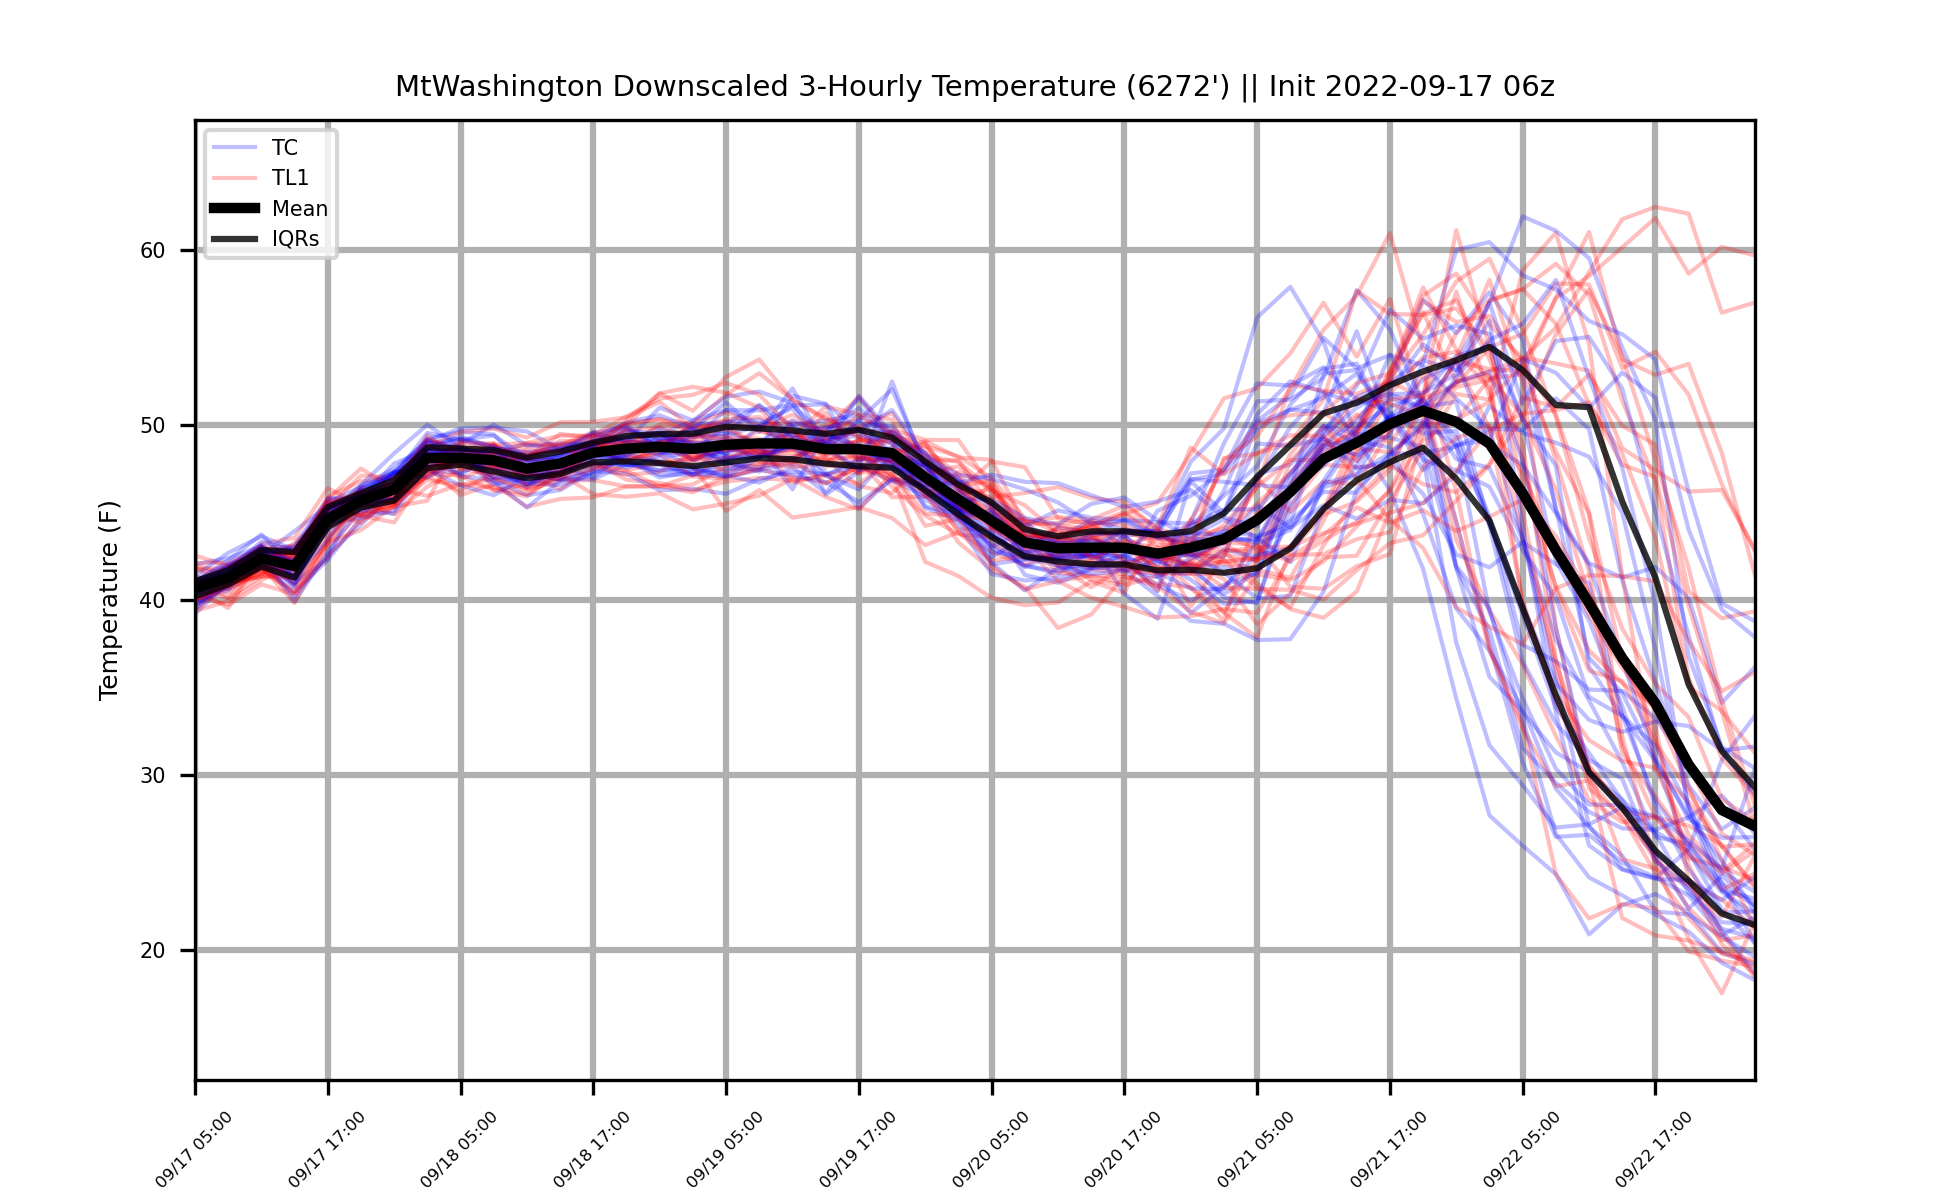 MtWashington Downscaled 3-Hourly Temperature (6272') || Init 2022-09-17 06z
TC
TL1
Mean
IQRs
Temperature (F)
60
50
40
30
20
09/17 05:00
09/17 17:00
09/18 05:00
09/18 17:00
09/19 05:00
09/19 17:00
09/20 05:00
09/20 17:00
09/21 05:00
09/21 17:00
09/22 05:00
09/22 17:00